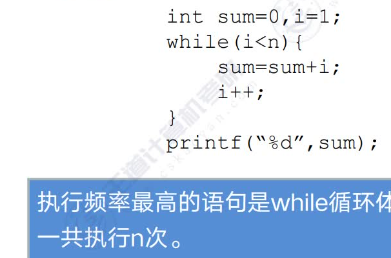 int sum=0,i=1;
while(i<n){
sum=sum+i;
i++;
}
printf(“%d”,sum);
执行频率最高的语句是while循环体
一共执行n次。